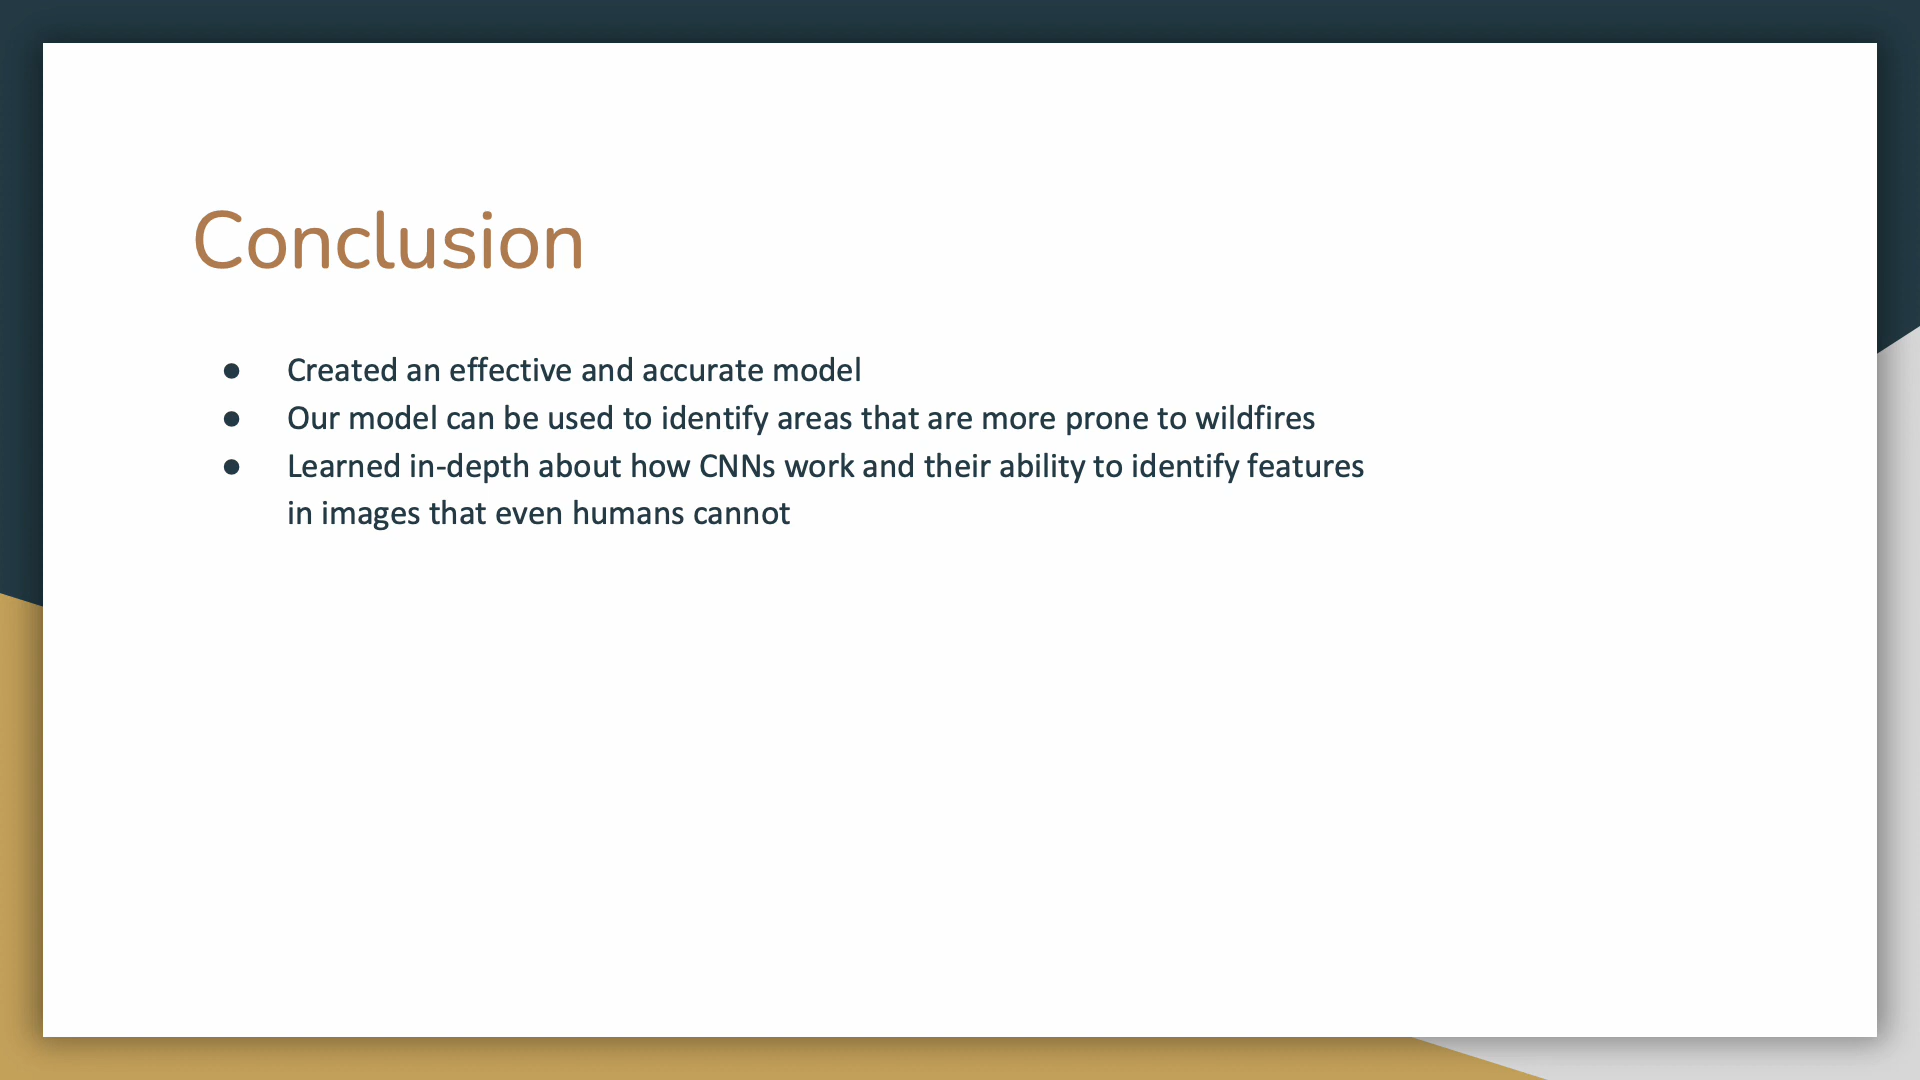 Conclusion
● Created an effective and accurate model
● Our model can be used to identify areas that are more prone to wildfires
● Learned in-depth about how CNNs work and their ability to identify features
in images that even humans cannot